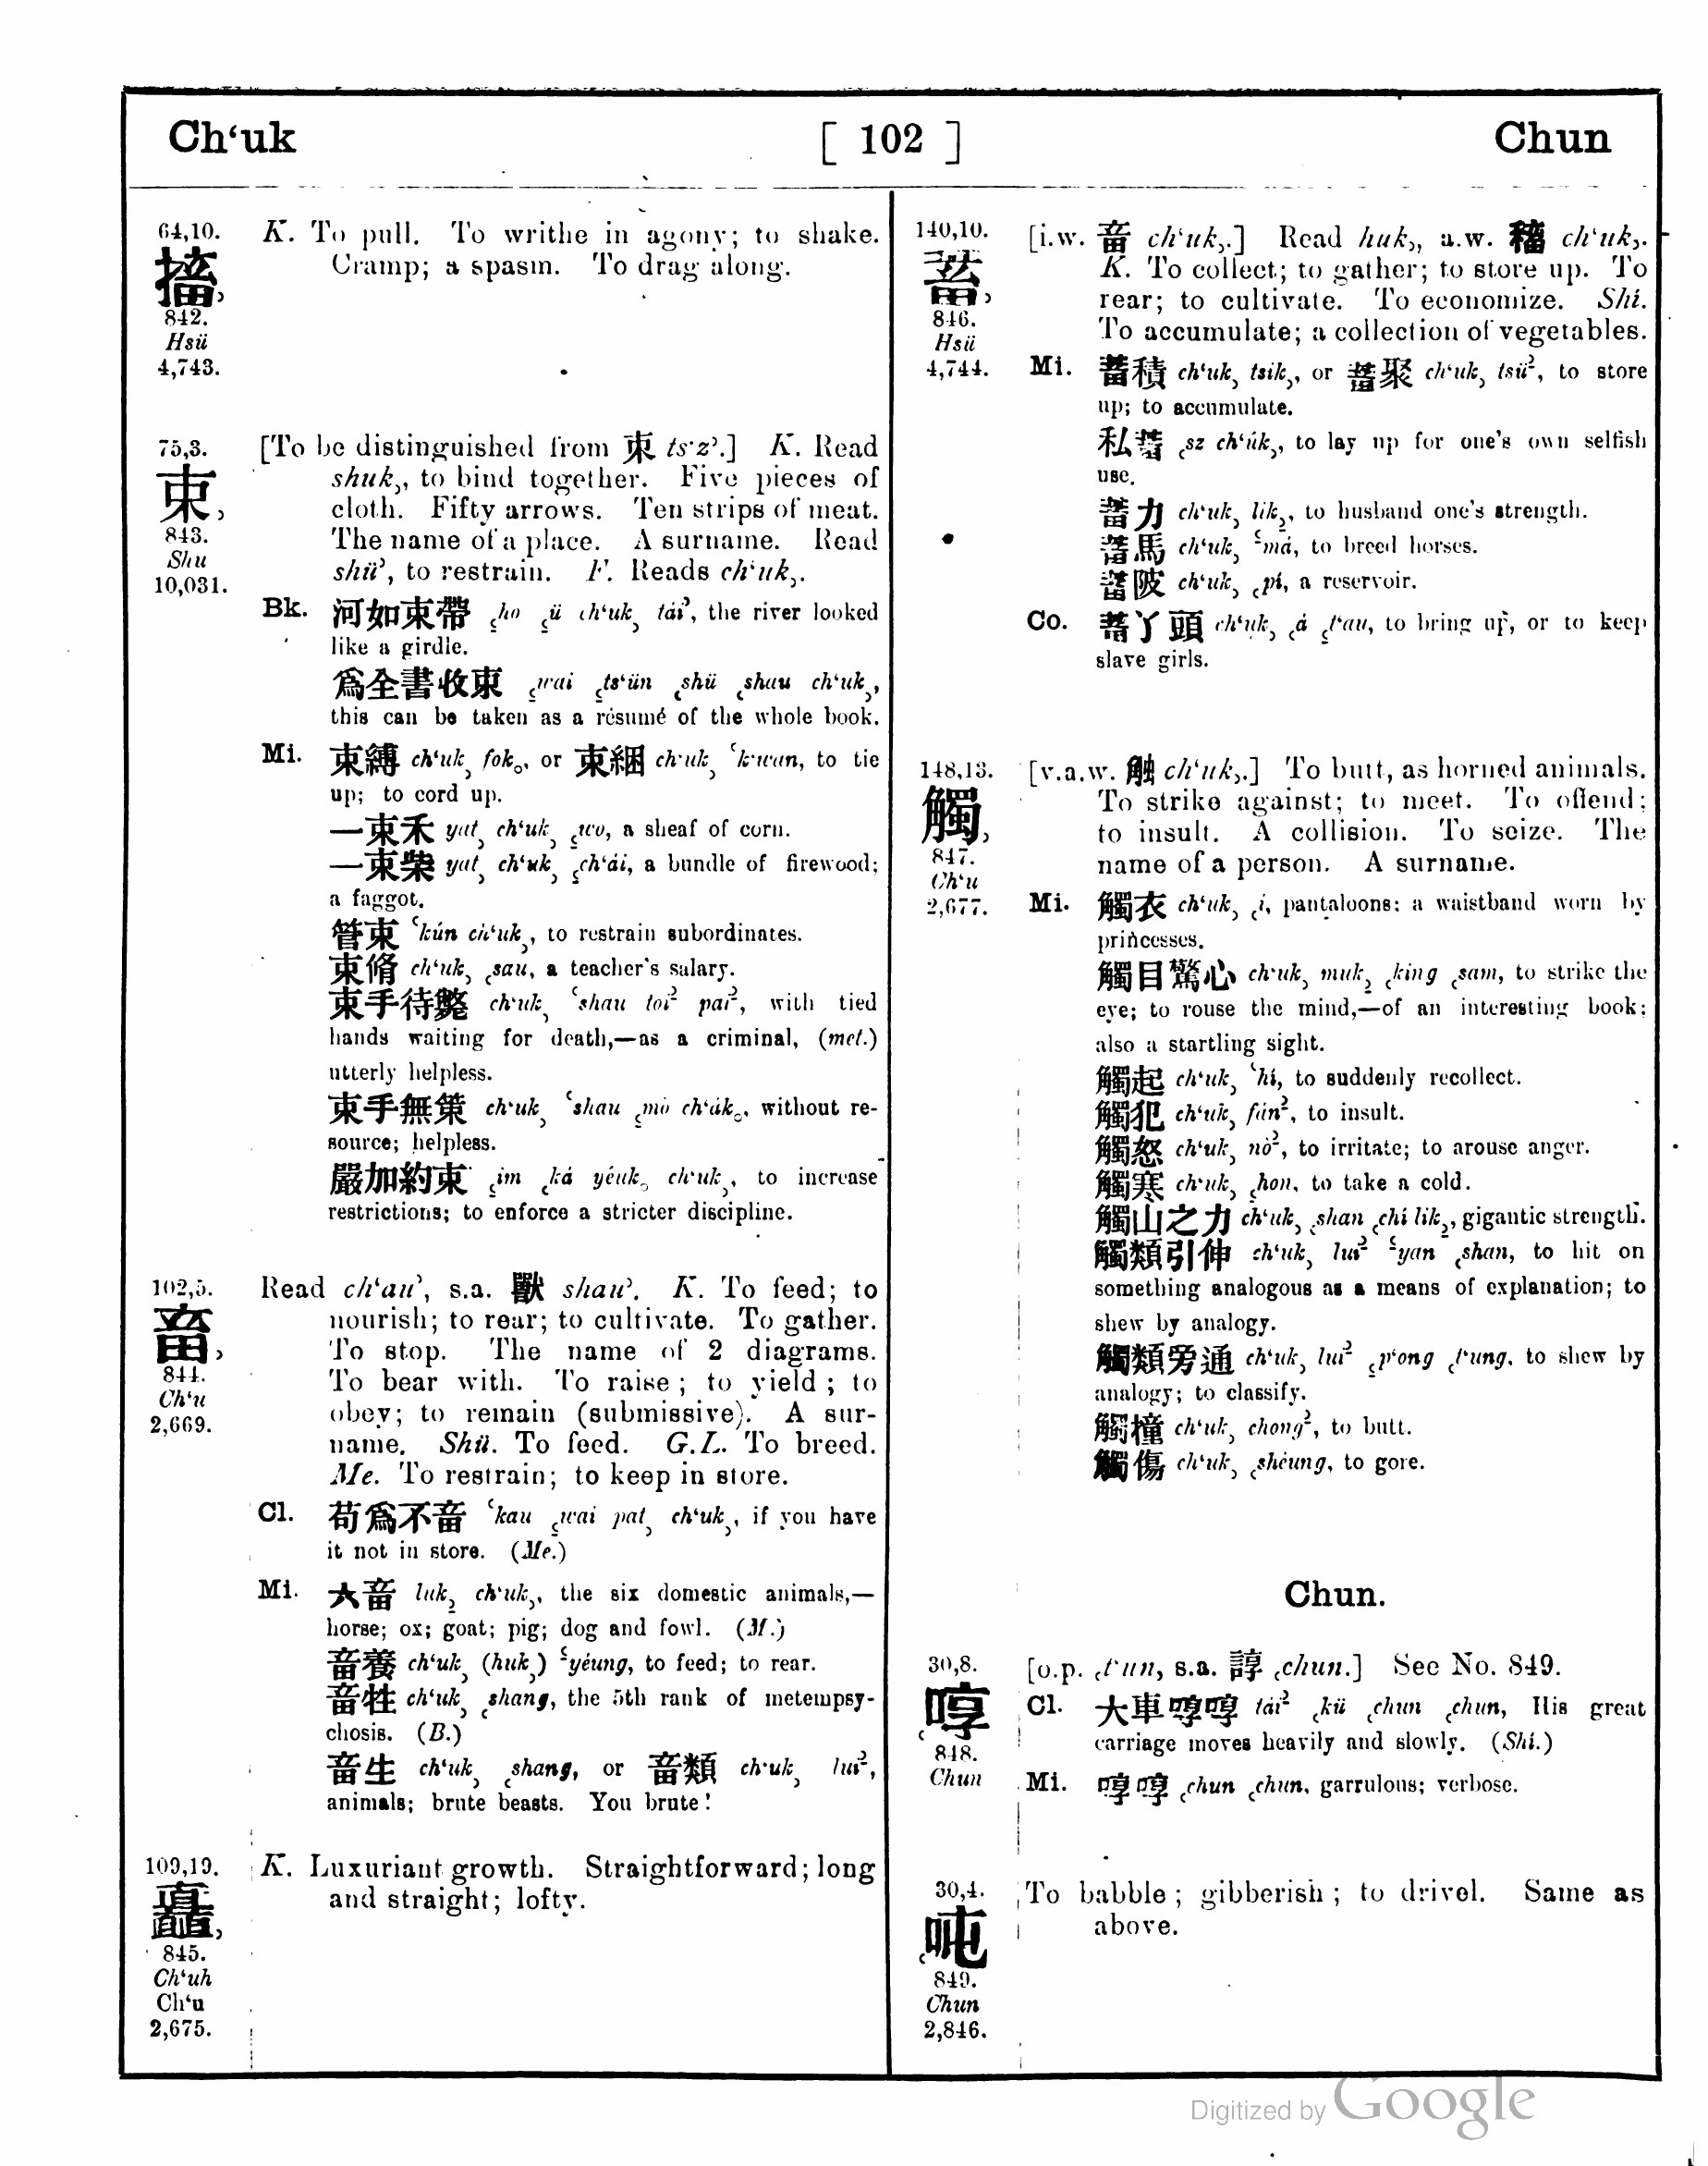 Ch‘uk
[ 102 ]
Chun
64,10.
搐
842.
Hsü
4,743.
K. To pull. To writhe in agony; to shake.
Cramp; a spasm. To drag along.
75,3.
束
843.
Shu
10,031.
[To be distinguished from 朿 ts‘z’.] K. Read
shuk, to bind together. Five pieces of
cloth. Fifty arrows. Ten strips of meat.
The name of a place. A surname. Read
shü’, to restrain. F. Reads ch‘uk.
Bk. 河如束帶 ho ü ch‘uk tái’, the river looked
like a girdle.
爲全書收束 wai ts‘ün shü shau ch‘uk,
this can be taken as a résumé of the whole book.
Mi. 束縛 ch‘uk fok, or 束綑 ch‘uk ‘k‘wan, to tie
up; to cord up.
一束禾 yat ch‘uk wo, a sheaf of corn.
一束柴 yat ch‘uk ch‘ái, a bundle of firewood;
a faggot.
管束 ‘kún ch‘uk, to restrain subordinates.
束脩 ch‘uk sau, a teacher's salary.
束手待斃 ch‘uk ‘shau toi² pai², with tied
hands waiting for death,—as a criminal, (met.)
utterly helpless.
束手無策 ch‘uk ‘shau mò ch‘ák, without re-
source; helpless.
嚴加約束 im ká yéuk ch‘uk, to increase
restrictions; to enforce a stricter discipline.
102,5.
畜
844.
Ch‘u
2,669.
Read ch‘au’, s.a. 獸 shau’. K. To feed; to
nourish; to rear; to cultivate. To gather.
To stop. The name of 2 diagrams.
To bear with. To raise; to yield; to
obey; to remain (submissive). A sur-
name. Shü. To feed. G.L. To breed.
Me. To restrain; to keep in store.
Cl. 苟爲不畜 ‘kau wai pat ch‘uk, if you have
it not in store. (Me.)
Mi. 六畜 luk ch‘uk, the six domestic animals,—
horse; ox; goat; pig; dog and fowl. (M.)
畜養 ch‘uk (huk) ‘yéung, to feed; to rear.
畜牲 ch‘uk shang, the 5th rank of metempsy-
chosis. (B.)
畜生 ch‘uk shang, or 畜類 ch‘uk lui²,
animals; brute beasts. You brute!
109,19.
矗
845.
Ch‘uh
Ch‘u
2,675.
K. Luxuriant growth. Straightforward; long
and straight; lofty.
140,10.
蓄
846.
Hsü
4,744.
[i.w. 畜 ch‘uk.] Read huk, a.w. 稸 ch‘uk.
K. To collect; to gather; to store up. To
rear; to cultivate. To economize. Shí.
To accumulate; a collection of vegetables.
Mi. 蓄積 ch‘uk tsik, or 蓄聚 ch‘uk tsü², to store
up; to accumulate.
私蓄 sz ch‘úk, to lay up for one's own selfish
use.
蓄力 ch‘uk lik, to husband one's strength.
蓄馬 ch‘uk ‘má, to breed horses.
蓄陂 ch‘uk pí, a reservoir.
Co. 蓄丫頭 ch‘uk á t‘au, to bring up, or to keep
slave girls.
148,13.
觸
847.
Ch‘u
2,677.
[v.a.w. 触 ch‘uk.] To butt, as horned animals.
To strike against; to meet. To offend;
to insult. A collision. To seize. The
name of a person. A surname.
Mi. 觸衣 ch‘uk í, pantaloons: a waistband worn by
princesses.
觸目驚心 ch‘uk muk king sam, to strike the
eye; to rouse the mind,—of an interesting book;
also a startling sight.
觸起 ch‘uk ‘hí, to suddenly recollect.
觸犯 ch‘uk fán², to insult.
觸怒 ch‘uk nò², to irritate; to arouse anger.
觸寒 ch‘uk hon, to take a cold.
觸山之力 ch‘uk shan chí lik, gigantic strength.
觸類引伸 ch‘uk lui² ‘yan shan, to hit on
something analogous as a means of explanation; to
shew by analogy.
觸類旁通 ch‘uk lui² p‘ong t‘ung, to shew by
analogy; to classify.
觸橦 ch‘uk chong², to butt.
觸傷 ch‘uk shéung, to gore.
Chun.
30,8.
啍
848.
Chun
[o.p. t‘un, s.a. 諄 chun.] See No. 849.
Cl. 大車啍啍 tái² kü chun chun, His great
carriage moves heavily and slowly. (Shí.)
Mi. 啍啍 chun chun, garrulous; verbose.
30,4.
吨
849.
Chun
2,846.
To babble; gibberish; to drivel. Same as
above.
Digitized by Google